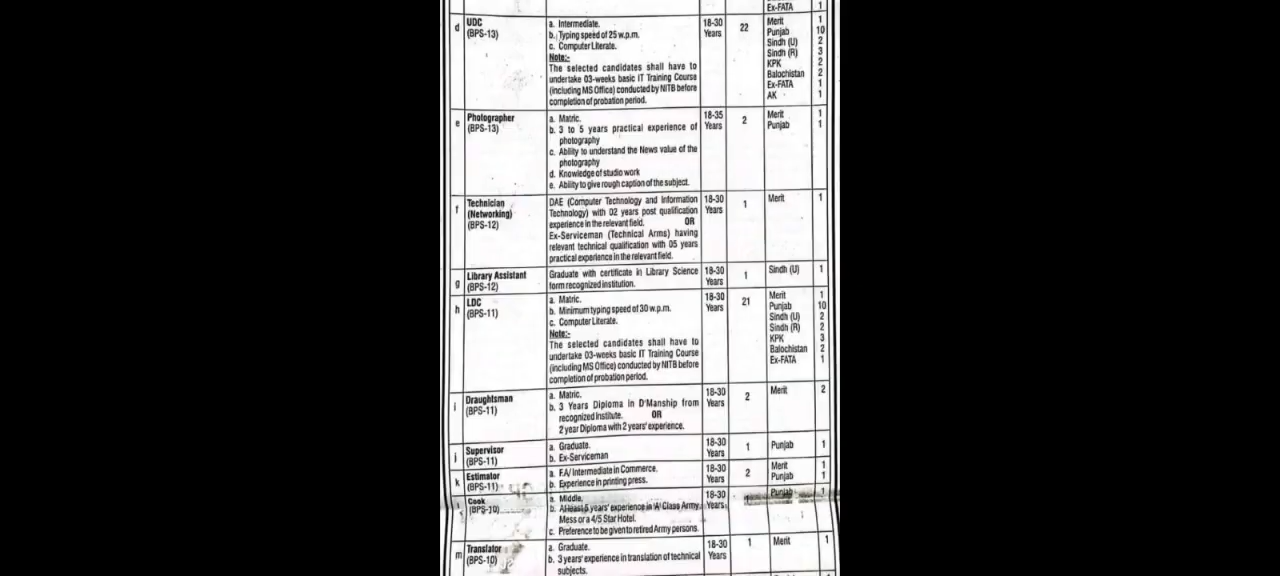 Ex-FATA 1
d UDC (BPS-13)
a. Intermediate.
b. Typing speed of 25 w.p.m.
c. Computer Literate.
Note:-
The selected candidates shall have to
undertake 03-weeks basic IT Training Course
(including MS Office) conducted by NITB before
completion of probation period.
18-30 Years
22
Merit 1
Punjab 10
Sindh (U) 2
Sindh (R) 3
KPK 2
Balochistan 2
Ex-FATA 1
AK 1
e Photographer (BPS-13)
a. Matric.
b. 3 to 5 years practical experience of
photography
c. Ability to understand the News value of the
photography
d. Knowledge of studio work
e. Ability to give rough caption of the subject.
18-35 Years
2
Merit 1
Punjab 1
f Technician (Networking) (BPS-12)
DAE (Computer Technology and Information
Technology) with 02 years post qualification
experience in the relevant field. OR
Ex-Serviceman (Technical Arms) having
relevant technical qualification with 05 years
practical experience in the relevant field.
18-30 Years
1
Merit 1
g Library Assistant (BPS-12)
Graduate with certificate in Library Science
form recognized institution.
18-30 Years
1
Sindh (U) 1
h LDC (BPS-11)
a. Matric.
b. Minimum typing speed of 30 w.p.m.
c. Computer Literate.
Note:-
The selected candidates shall have to
undertake 03-weeks basic IT Training Course
(including MS Office) conducted by NITB before
completion of probation period.
18-30 Years
21
Merit 1
Punjab 10
Sindh (U) 2
Sindh (R) 2
KPK 3
Balochistan 2
Ex-FATA 1
i Draughtsman (BPS-11)
a. Matric.
b. 3 Years Diploma in D'Manship from
recognized institute. OR
2 year Diploma with 2 years' experience.
18-30 Years
2
Merit 2
j Supervisor (BPS-11)
a. Graduate.
b. Ex-Serviceman
18-30 Years
1
Punjab 1
k Estimator (BPS-11)
a. F.A/ Intermediate in Commerce.
b. Experience in printing press.
18-30 Years
2
Merit 1
Punjab 1
Cook (BPS-10)
a. Middle.
b. At least 5 years' experience in 'A' Class Army
Mess or a 4/5 Star Hotel.
c. Preference to be given to retired Army persons.
18-30 Years
Punjab 1
m Translator (BPS-10)
a. Graduate.
b. 3 years' experience in translation of technical
subjects.
18-30 Years
1
Merit 1